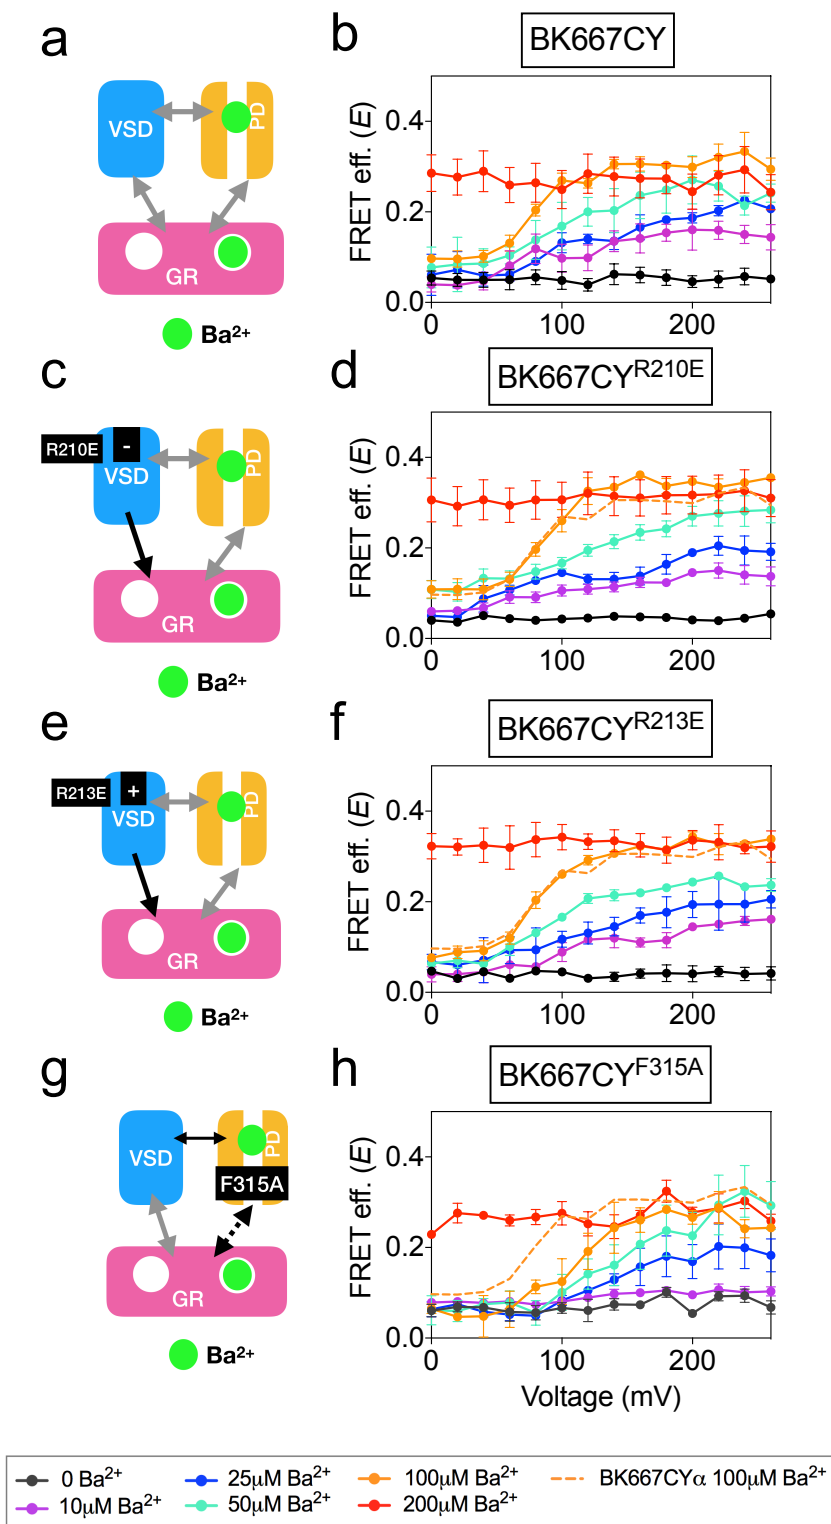 a
VSD
PD
GR
Ba2+
b
BK667CY
FRET eff. (E)
0.4
0.2
0.0
0
100
200
c
R210E
-
VSD
PD
GR
Ba2+
d
BK667CYR210E
FRET eff. (E)
0.4
0.2
0.0
0
100
200
e
R213E
+
VSD
PD
GR
Ba2+
f
BK667CYR213E
FRET eff. (E)
0.4
0.2
0.0
0
100
200
g
VSD
PD
F315A
GR
Ba2+
h
BK667CYF315A
FRET eff. (E)
0.4
0.2
0.0
0
100
200
Voltage (mV)
0 Ba2+
25μM Ba2+
100μM Ba2+
BK667CYα 100μM Ba2+
10μM Ba2+
50μM Ba2+
200μM Ba2+